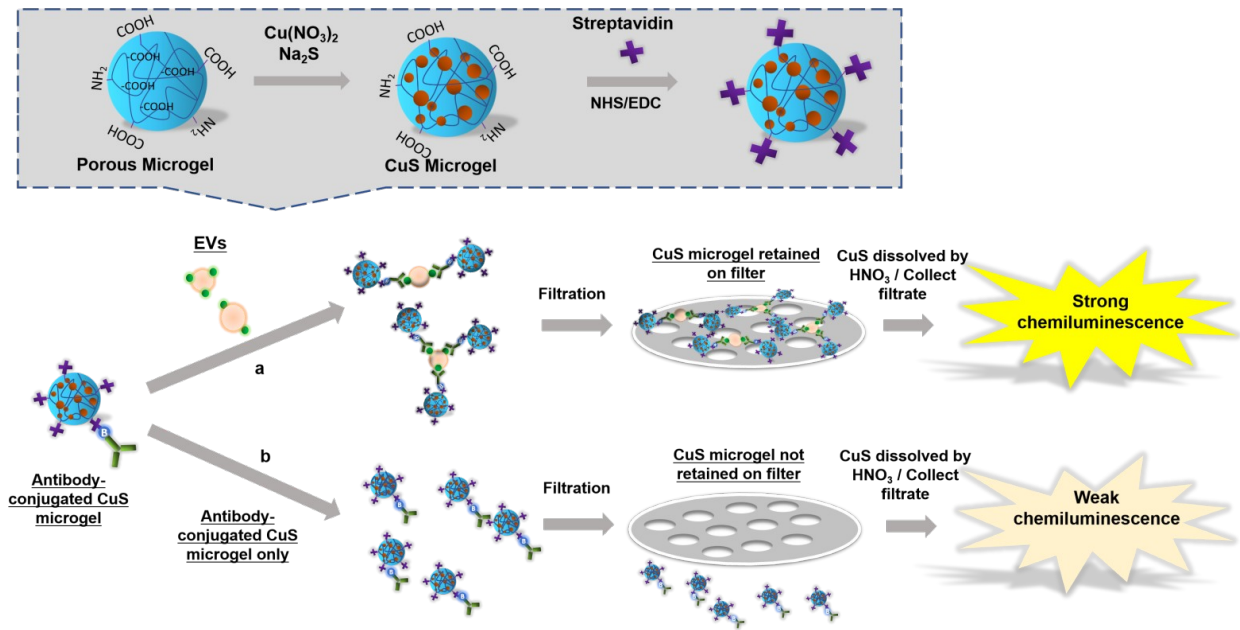 COOH
COOH
NH2
-COOH
-COOH
-COOH
-COOH
COOH
NH2
Porous Microgel
Cu(NO3)2
Na2S
COOH
COOH
NH2
COOH
NH2
CuS Microgel
Streptavidin
NHS/EDC
EVs
a
b
B
Antibody-
conjugated CuS
microgel
Antibody-
conjugated CuS
microgel only
Filtration
CuS microgel retained
on filter
CuS dissolved by
HNO3 / Collect
filtrate
Strong
chemiluminescence
B
B
B
B
B
Filtration
CuS microgel not
retained on filter
CuS dissolved by
HNO3 / Collect
filtrate
Weak
chemiluminescence